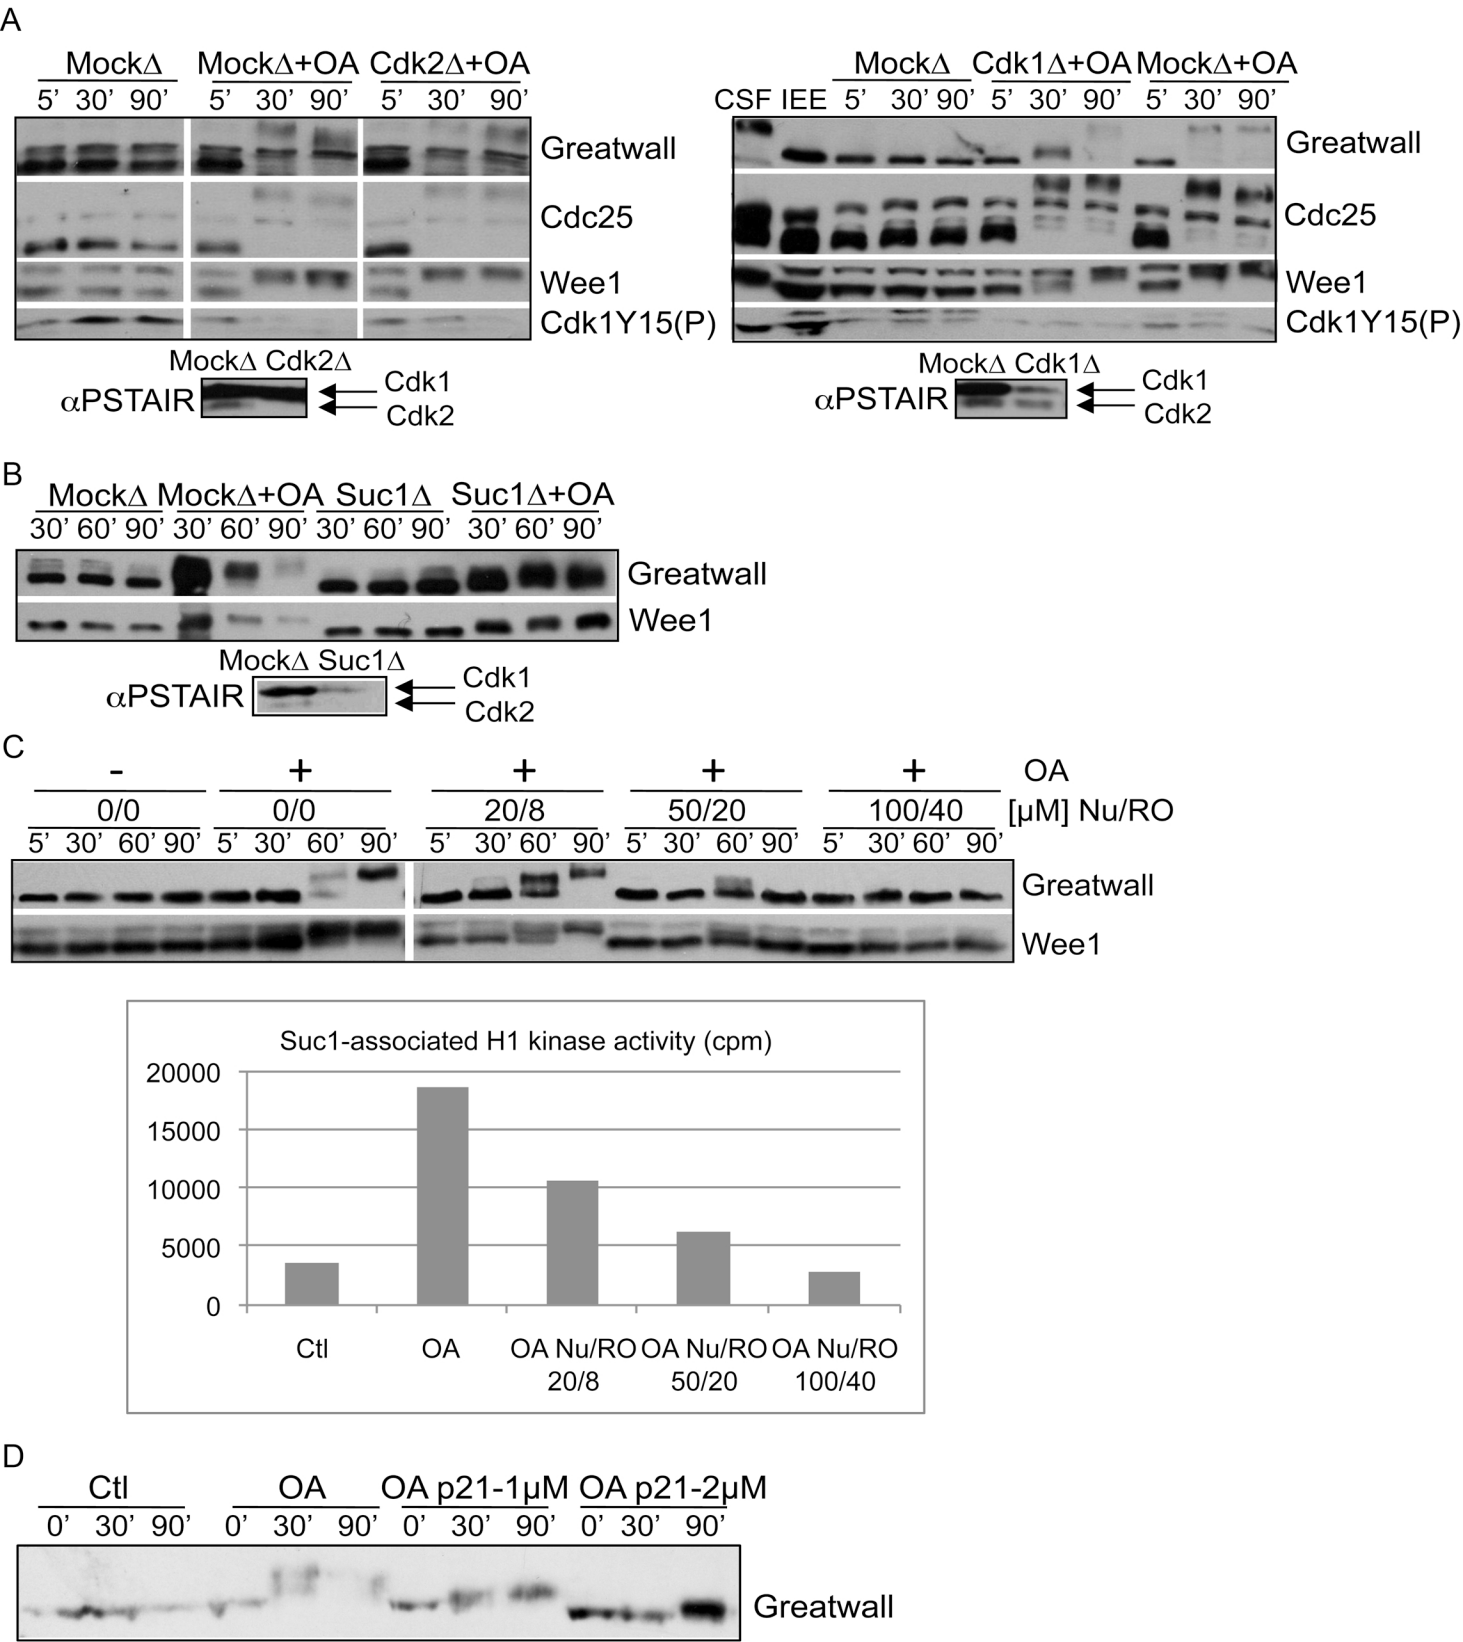 A
MockΔ MockΔ+OA Cdk2Δ+OA
5’ 30’ 90’ 5’ 30’ 90’ 5’ 30’ 90’
Greatwall
Cdc25
Wee1
Cdk1Y15(P)
MockΔ Cdk2Δ
αPSTAIR
Cdk1
Cdk2
MockΔ Cdk1Δ+OA MockΔ+OA
CSF IEE 5’ 30’ 90’ 5’ 30’ 90’ 5’ 30’ 90’
Greatwall
Cdc25
Wee1
Cdk1Y15(P)
MockΔ Cdk1Δ
αPSTAIR
Cdk1
Cdk2
B
MockΔ MockΔ+OA Suc1Δ Suc1Δ+OA
30’ 60’ 90’ 30’ 60’ 90’ 30’ 60’ 90’ 30’ 60’ 90’
Greatwall
Wee1
MockΔ Suc1Δ
αPSTAIR
Cdk1
Cdk2
C
- + + + + OA
0/0 0/0 20/8 50/20 100/40 [µM] Nu/RO
5’ 30’ 60’ 90’ 5’ 30’ 60’ 90’ 5’ 30’ 60’ 90’ 5’ 30’ 60’ 90’ 5’ 30’ 60’ 90’
Greatwall
Wee1
Suc1-associated H1 kinase activity (cpm)
20000
15000
10000
5000
0
Ctl OA OA Nu/RO OA Nu/RO OA Nu/RO
20/8 50/20 100/40
D
Ctl OA OA p21-1µM OA p21-2µM
0’ 30’ 90’ 0’ 30’ 90’ 0’ 30’ 90’ 0’ 30’ 90’
Greatwall